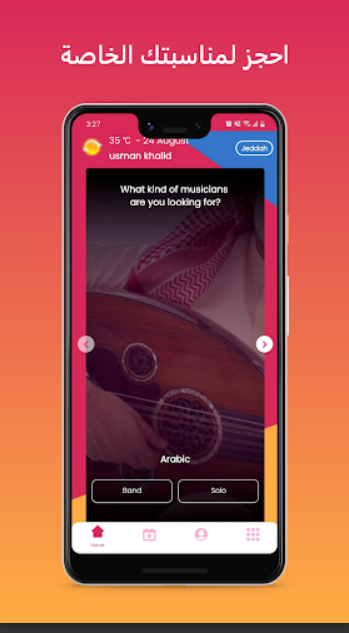 احجز لمناسبتك الخاصة
3:27
35 °C - 24 August
usman khalid
Jeddah
What kind of musicians
are you looking for?
Arabic
Band
Solo
Home